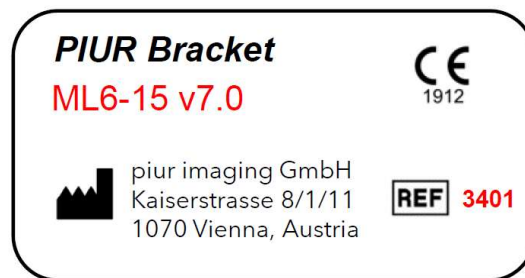 PIUR Bracket
ML6-15 v7.0
CE
1912
piur imaging GmbH
Kaiserstrasse 8/1/11
1070 Vienna, Austria
REF 3401